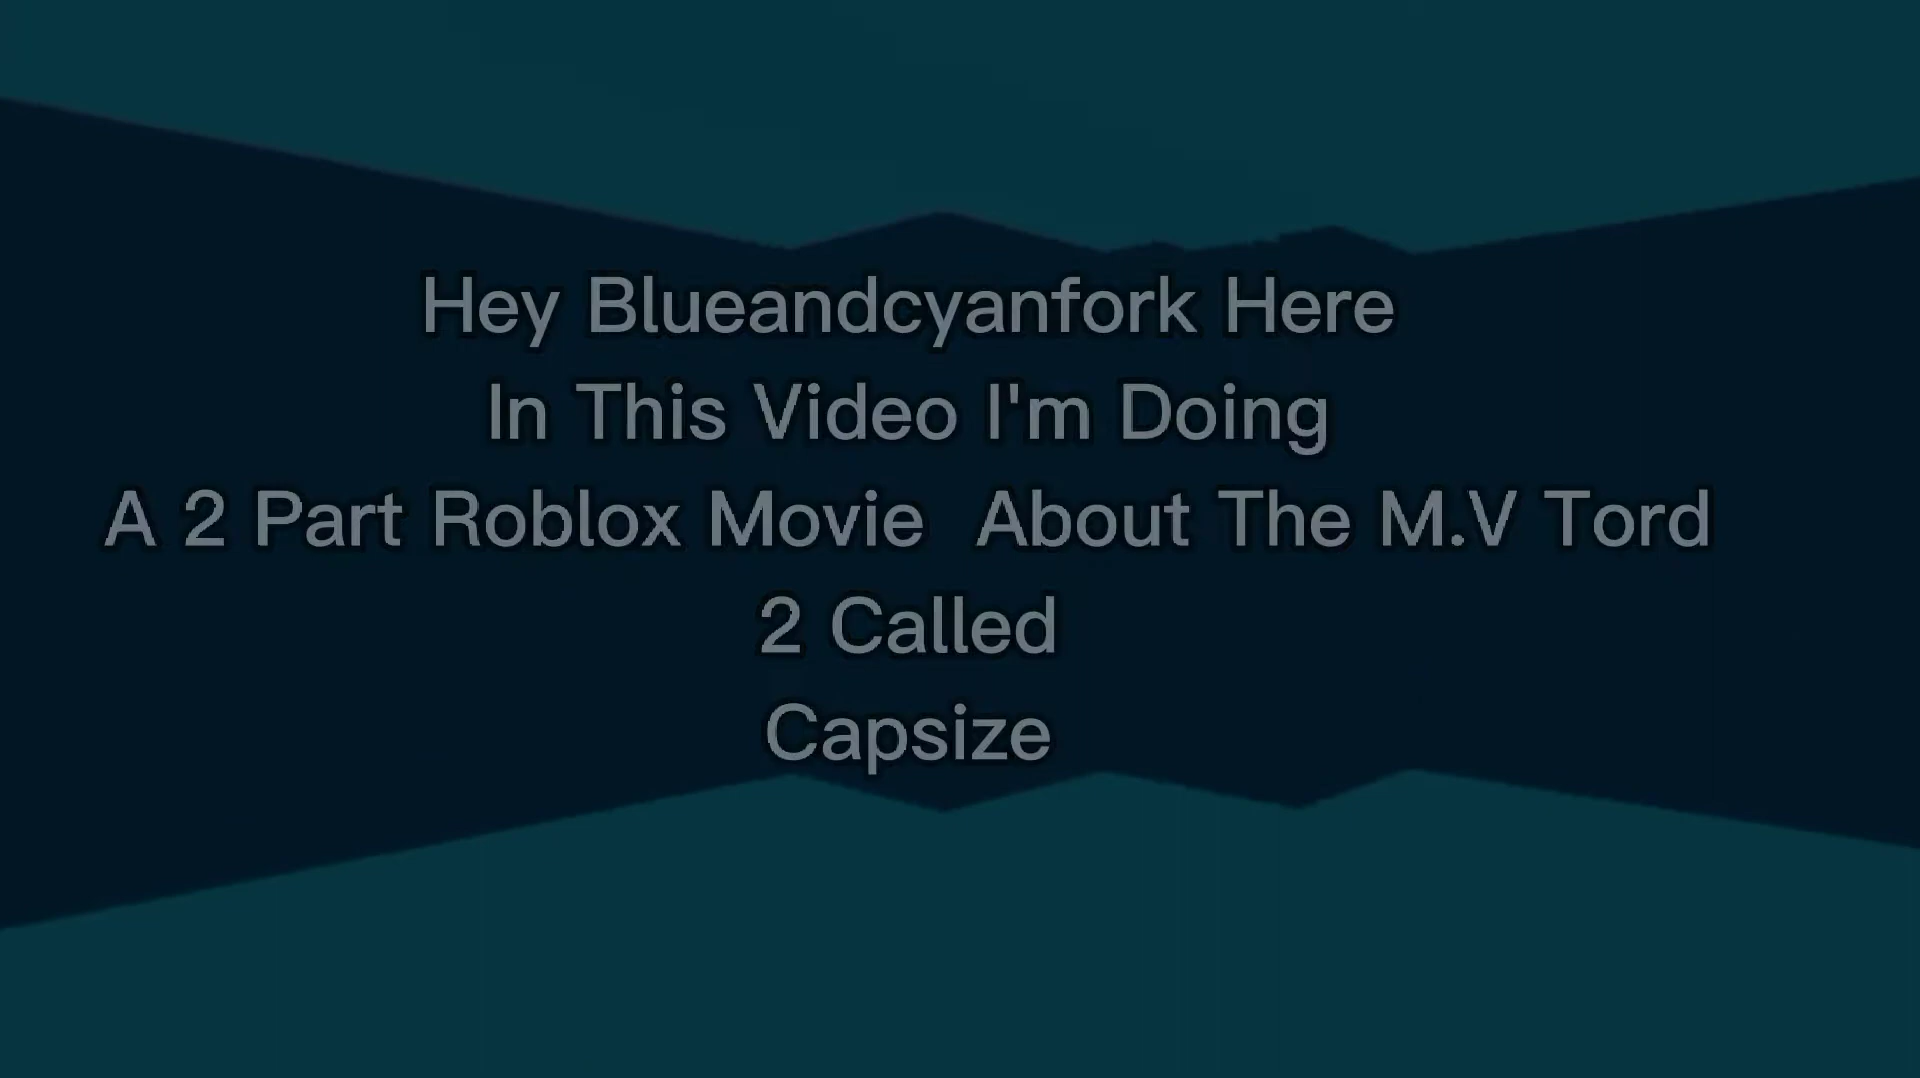 Hey Blueandcyanfork Here
In This Video I'm Doing
A 2 Part Roblox Movie  About The M.V Tord
2 Called
Capsize